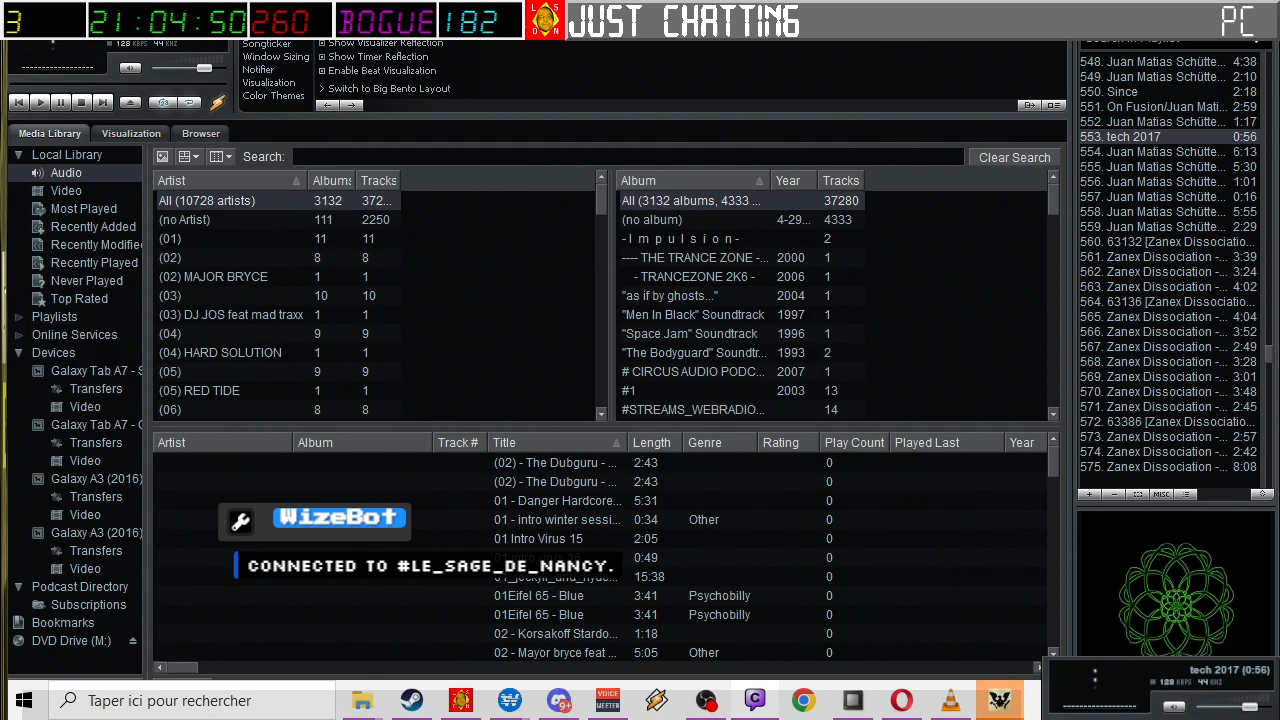 3 21:04:50 260 BOGUE 182 LSDN JUST CHATTING PC
128 KBPS 44 KHZ
Songticker
Window Sizing
Notifier
Visualization
Color Themes
Show Visualizer Reflection
Show Timer Reflection
Enable Beat Visualization
> Switch to Big Bento Layout
Media Library Visualization Browser
Local Library
Audio
Video
Most Played
Recently Added
Recently Modifie
Recently Played
Never Played
Top Rated
Playlists
Online Services
Devices
Galaxy Tab A7 - S
Transfers
Video
Galaxy Tab A7 - G
Transfers
Video
Galaxy A3 (2016)
Transfers
Video
Galaxy A3 (2016)
Transfers
Video
Podcast Directory
Subscriptions
Bookmarks
DVD Drive (M:)
Search: Clear Search
Artist Albums Tracks
All (10728 artists) 3132 372...
(no Artist) 111 2250
(01) 11 11
(02) 8 8
(02) MAJOR BRYCE 1 1
(03) 10 10
(03) DJ JOS feat mad traxx 1 1
(04) 9 9
(04) HARD SOLUTION 1 1
(05) 9 9
(05) RED TIDE 1 1
(06) 8 8
Album Year Tracks
All (3132 albums, 4333 ... 37280
(no album) 4-29... 4333
- I m p u l s i o n - 2
---- THE TRANCE ZONE -... 2000 1
- TRANCEZONE 2K6 - 2006 1
"as if by ghosts..." 2004 1
"Men In Black" Soundtrack 1997 1
"Space Jam" Soundtrack 1996 1
"The Bodyguard" Soundtr... 1993 2
# CIRCUS AUDIO PODC... 2007 1
#1 2003 13
#STREAMS_WEBRADIO... 14
Artist Album Track # Title Length Genre Rating Play Count Played Last Year
(02) - The Dubguru - ... 2:43 0
(02) - The Dubguru - ... 2:43 0
01 - Danger Hardcore... 5:31 0
01 - intro winter sessi... 0:34 Other 0
01 Intro Virus 15 2:05 0
0:49 0
15:38 0
01Eifel 65 - Blue 3:41 Psychobilly 0
01Eifel 65 - Blue 3:41 Psychobilly 0
02 - Korsakoff Stardo... 1:18 0
02 - Mayor bryce feat ... 5:05 Other 0
WizeBot
CONNECTED TO #LE_SAGE_DE_NANCY.
548. Juan Matias Schütte... 4:38
549. Juan Matias Schütte... 2:10
550. Since 2:18
551. On Fusion/Juan Mati... 2:59
552. Juan Matias Schütte... 1:17
553. tech 2017 0:56
554. Juan Matias Schütte... 6:13
555. Juan Matias Schütte... 5:30
556. Juan Matias Schütte... 1:01
557. Juan Matias Schütte... 0:16
558. Juan Matias Schütte... 5:55
559. Juan Matias Schütte... 2:29
560. 63132 [Zanex Dissociatio...
561. Zanex Dissociation -... 3:39
562. Zanex Dissociation -... 3:24
563. Zanex Dissociation -... 4:02
564. 63136 [Zanex Dissociatio...
565. Zanex Dissociation -... 4:04
566. Zanex Dissociation -... 3:52
567. Zanex Dissociation -... 2:49
568. Zanex Dissociation -... 3:28
569. Zanex Dissociation -... 3:01
570. Zanex Dissociation -... 3:48
571. Zanex Dissociation -... 2:45
572. 63386 [Zanex Dissociatio...
573. Zanex Dissociation -... 2:57
574. Zanex Dissociation -... 2:42
575. Zanex Dissociation -... 8:08
MISC
tech 2017 (0:56)
128 KBPS 44 KHZ
Taper ici pour rechercher
9+
VOICE
MEETER